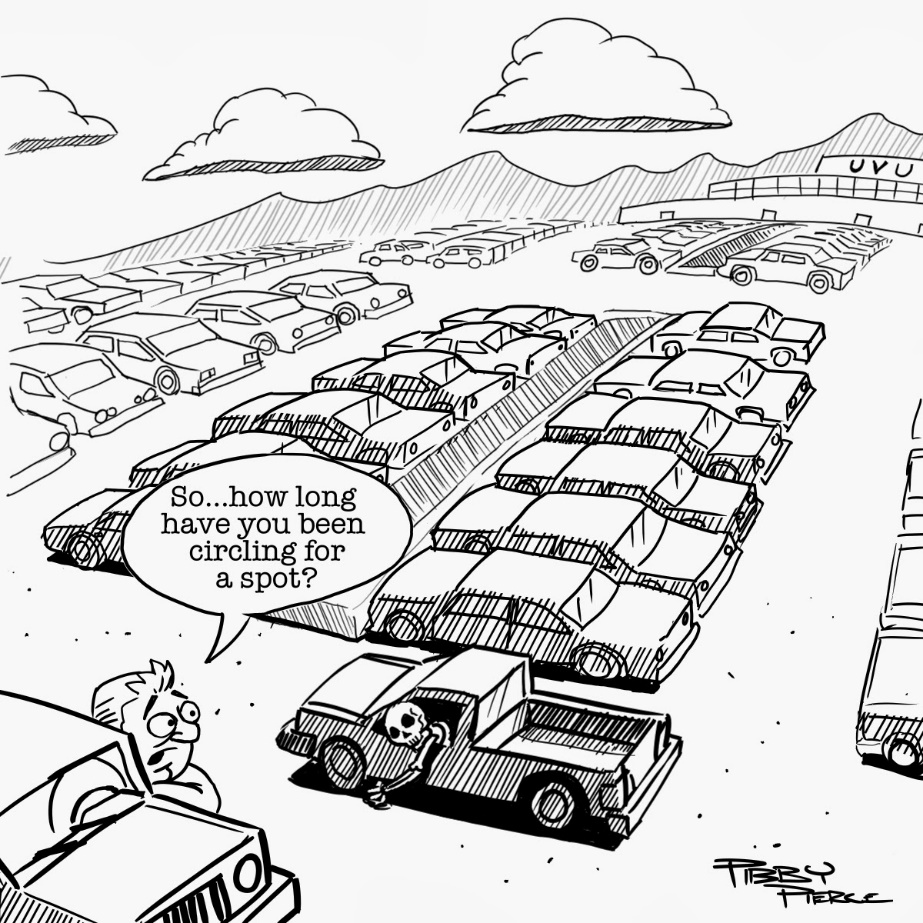 UVU
So...how long
have you been
circling for
a spot?
PIBBY
PIERCE